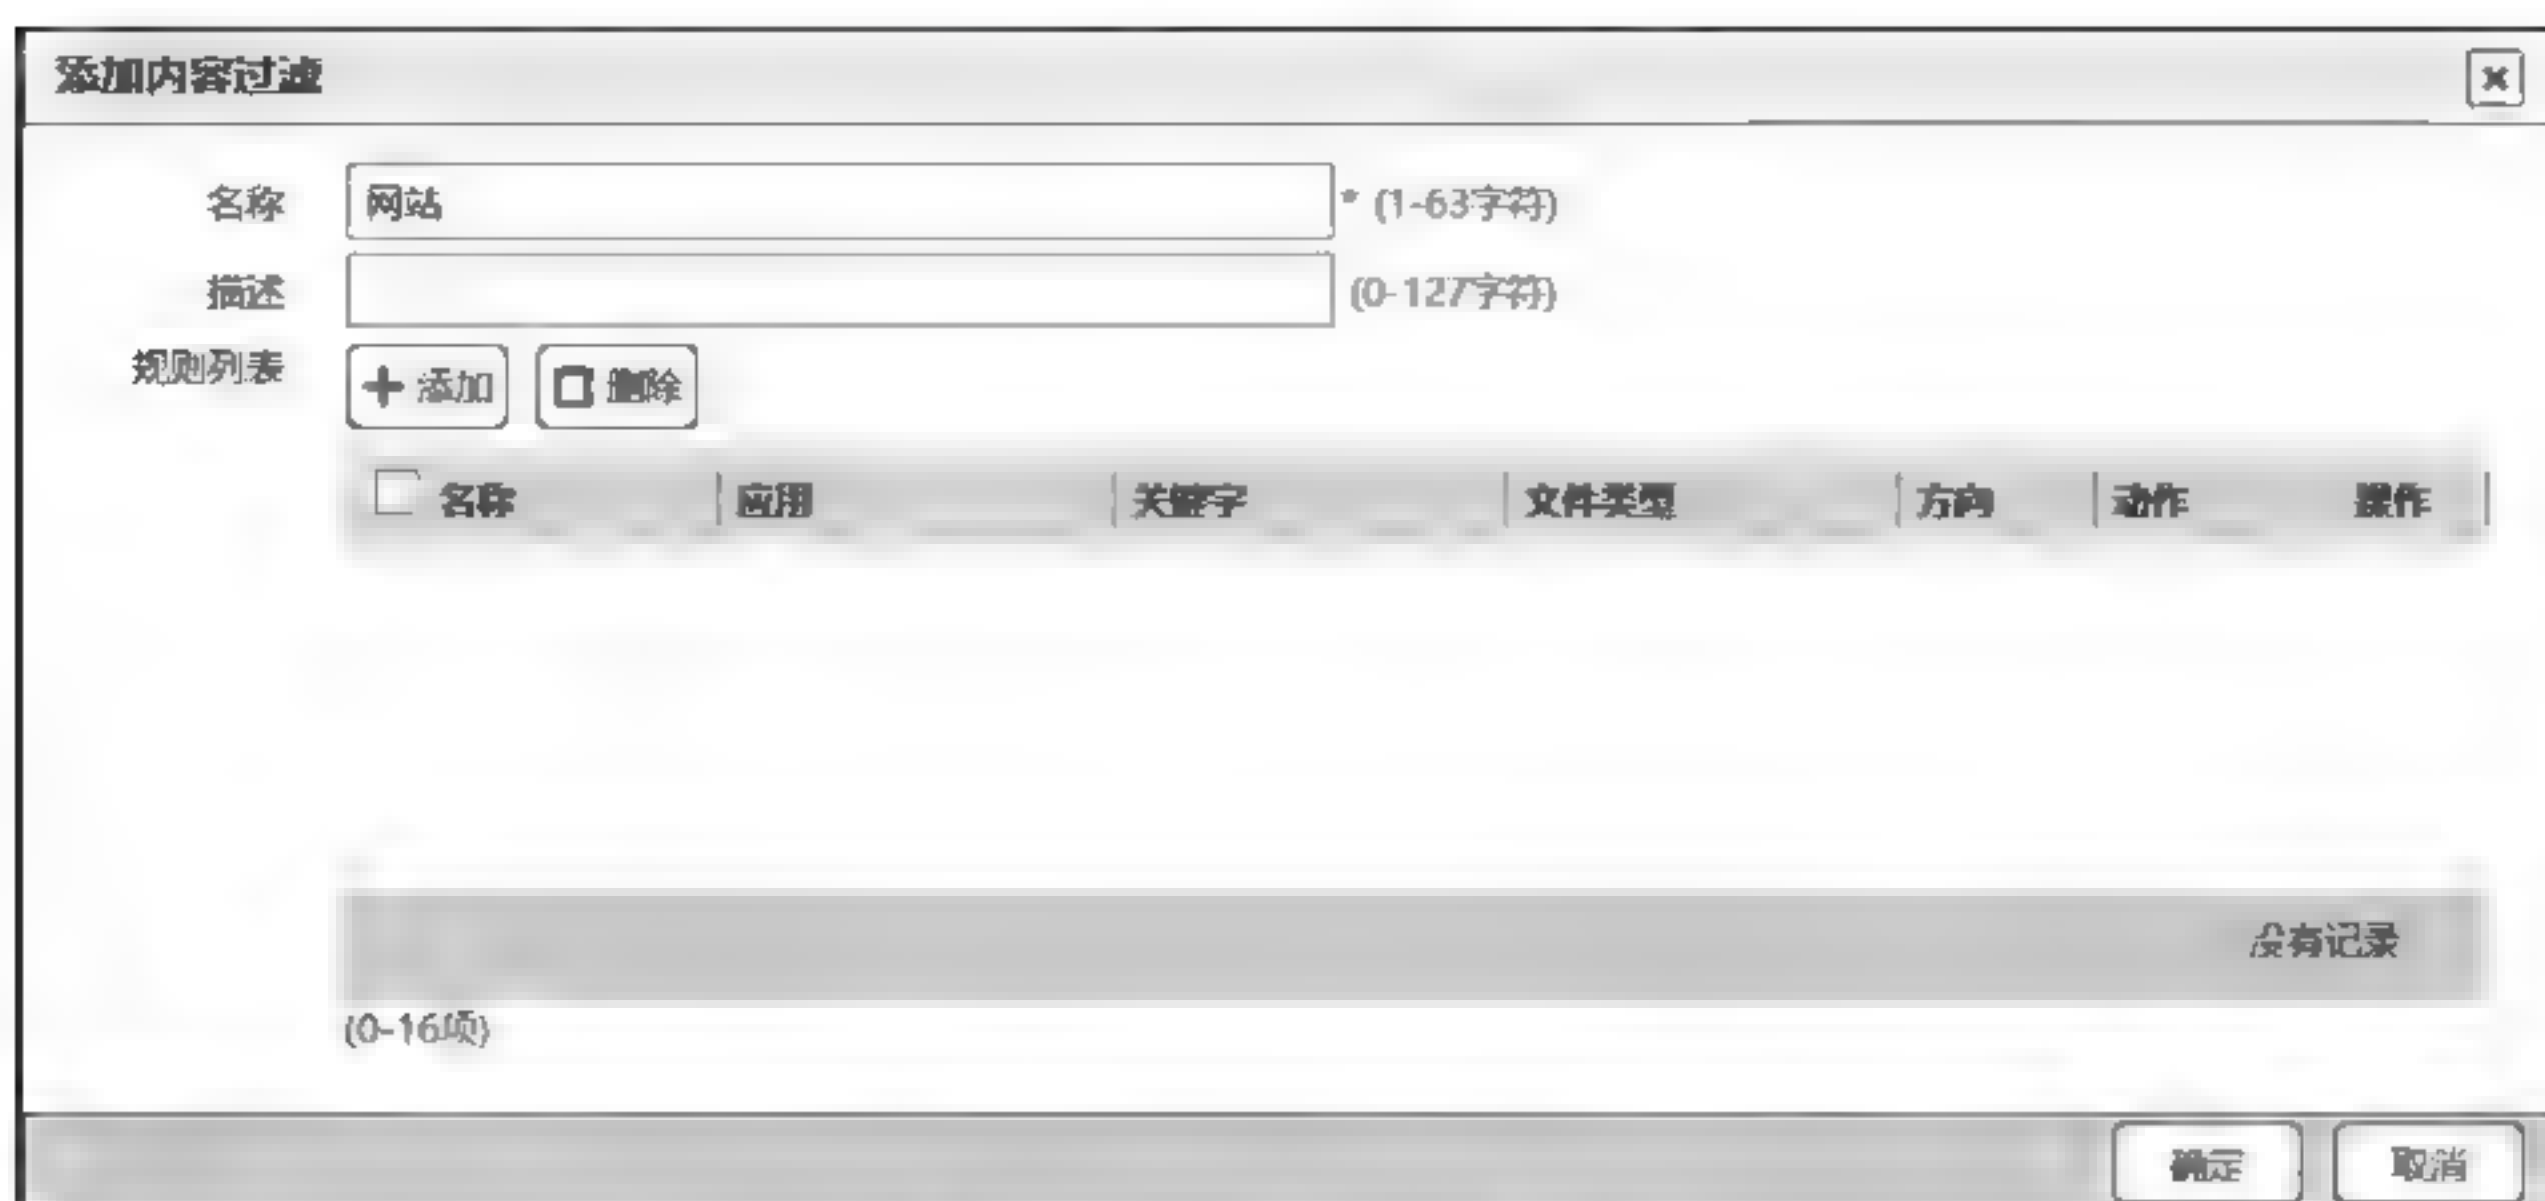 添加内容过滤
名称 网站 * (1-63字符)
描述 (0-127字符)
规则列表 添加 删除
名称 应用 关键字 文件类型 方向 动作 操作
没有记录
(0-16项)
确定 取消